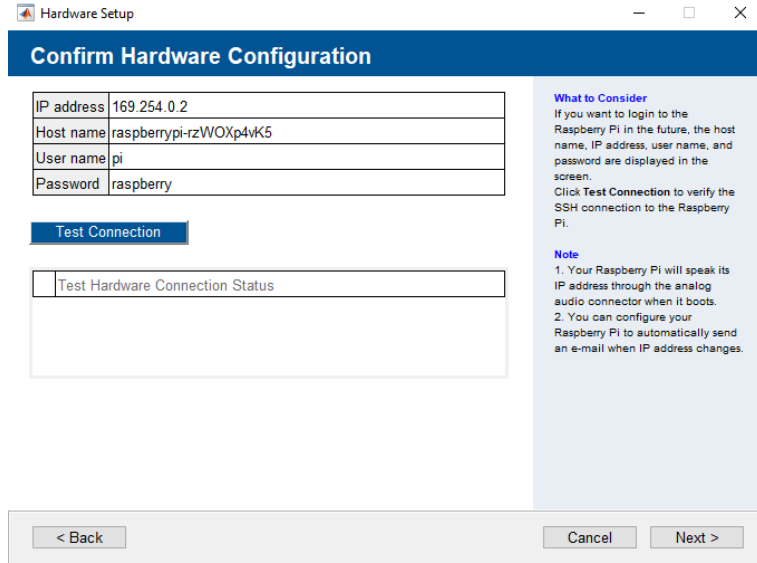 Hardware Setup
Confirm Hardware Configuration
IP address 169.254.0.2
Host name raspberrypi-rzWOXp4vK5
User name pi
Password raspberry
Test Connection
Test Hardware Connection Status
What to Consider
If you want to login to the
Raspberry Pi in the future, the host
name, IP address, user name, and
password are displayed in the
screen.
Click Test Connection to verify the
SSH connection to the Raspberry
Pi.
Note
1. Your Raspberry Pi will speak its
IP address through the analog
audio connector when it boots.
2. You can configure your
Raspberry Pi to automatically send
an e-mail when IP address changes.
< Back
Cancel
Next >